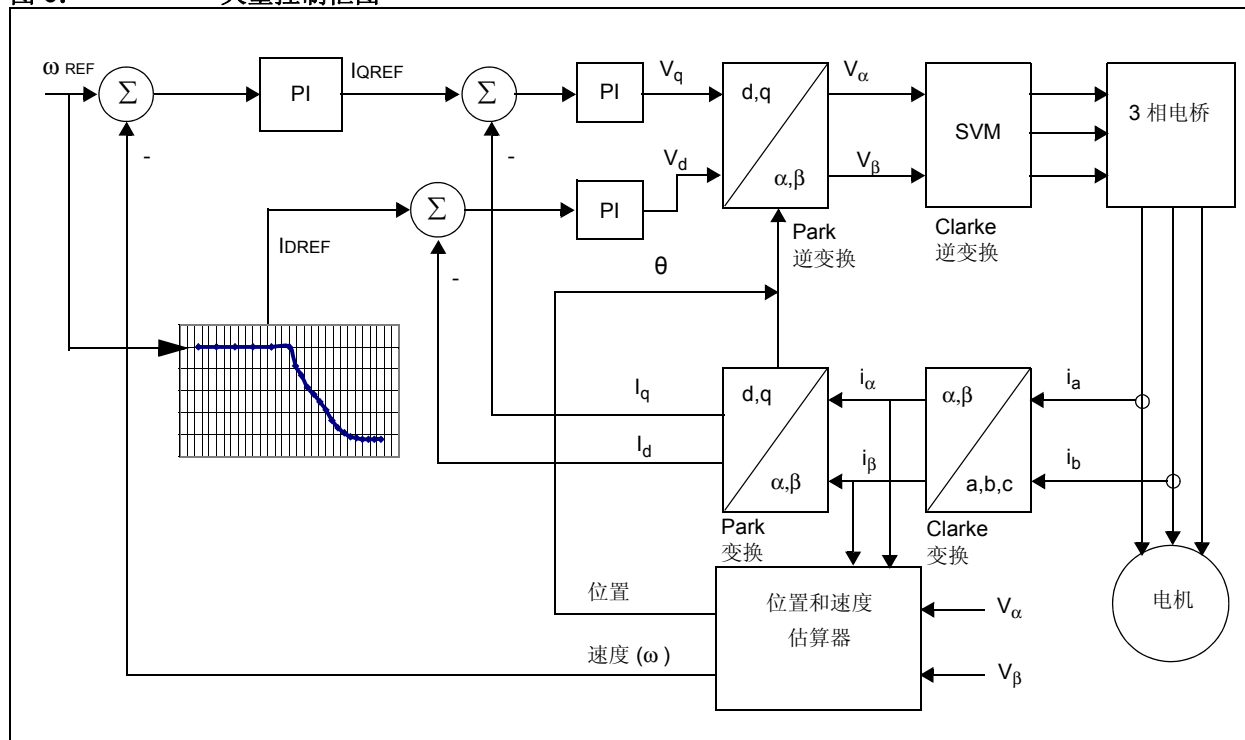 ω REF
Σ
PI
IQREF
Σ
PI
Vq
d,q
α,β
Vα
SVM
3 相电桥
-
-
Vd
Vβ
Σ
PI
IDREF
-
Park
逆变换
Clarke
逆变换
θ
Iq
d,q
iα
α,β
ia
Id
α,β
iβ
a,b,c
ib
Park
变换
Clarke
变换
位置
位置和速度
估算器
Vα
电机
速度 (ω)
Vβ